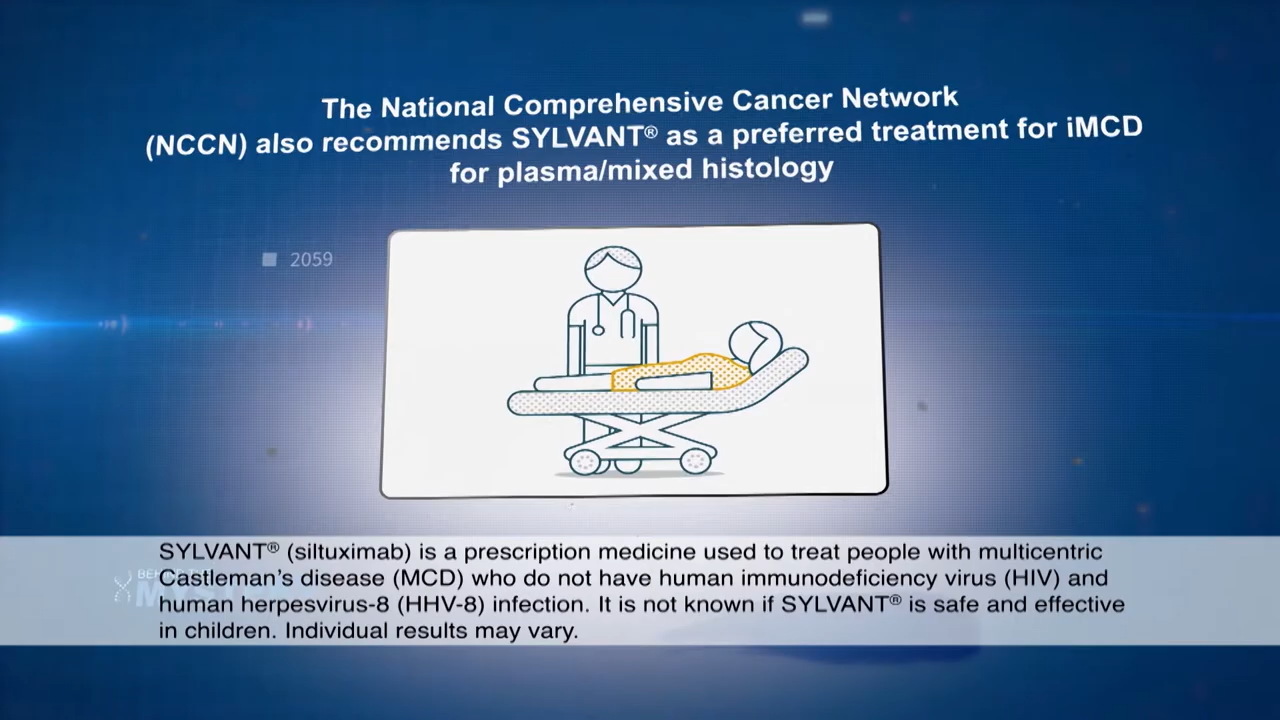 The National Comprehensive Cancer Network
(NCCN) also recommends SYLVANT® as a preferred treatment for iMCD
for plasma/mixed histology
2059
SYLVANT® (siltuximab) is a prescription medicine used to treat people with multicentric
Castleman's disease (MCD) who do not have human immunodeficiency virus (HIV) and
human herpesvirus-8 (HHV-8) infection. It is not known if SYLVANT® is safe and effective
in children. Individual results may vary.